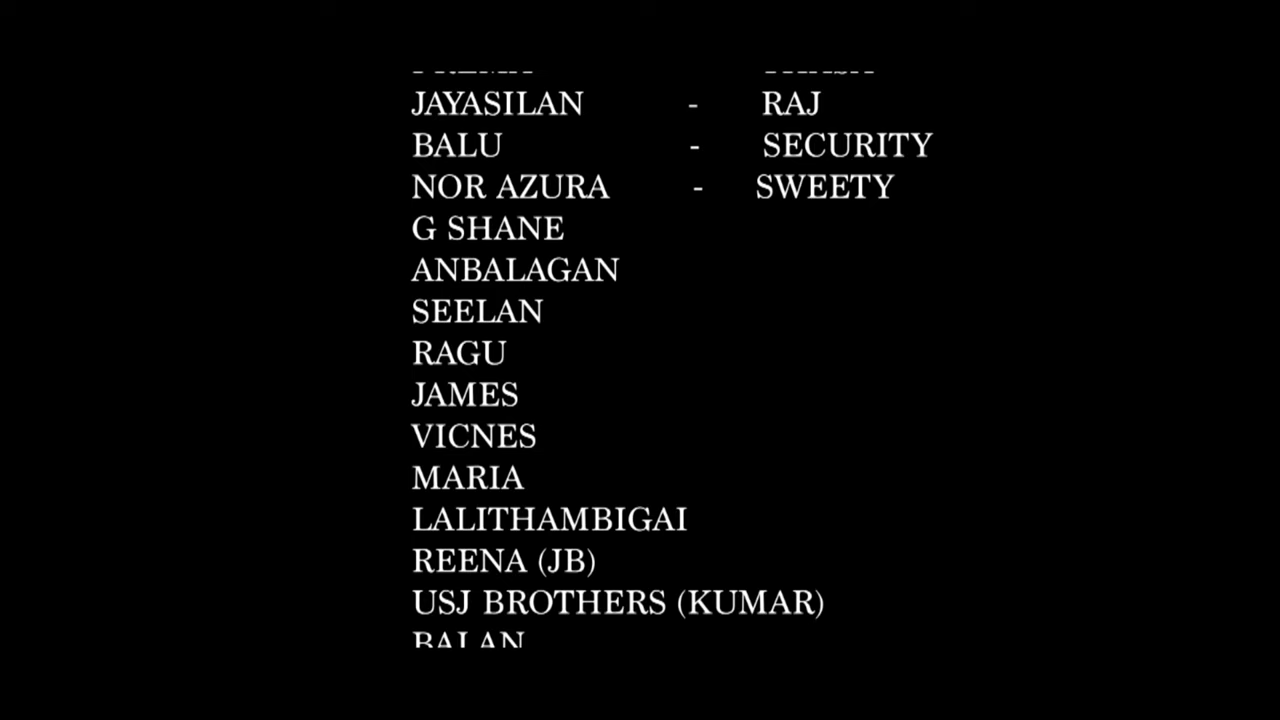 JAYASILAN - RAJ
BALU - SECURITY
NOR AZURA - SWEETY
G SHANE
ANBALAGAN
SEELAN
RAGU
JAMES
VICNES
MARIA
LALITHAMBIGAI
REENA (JB)
USJ BROTHERS (KUMAR)
BALAN